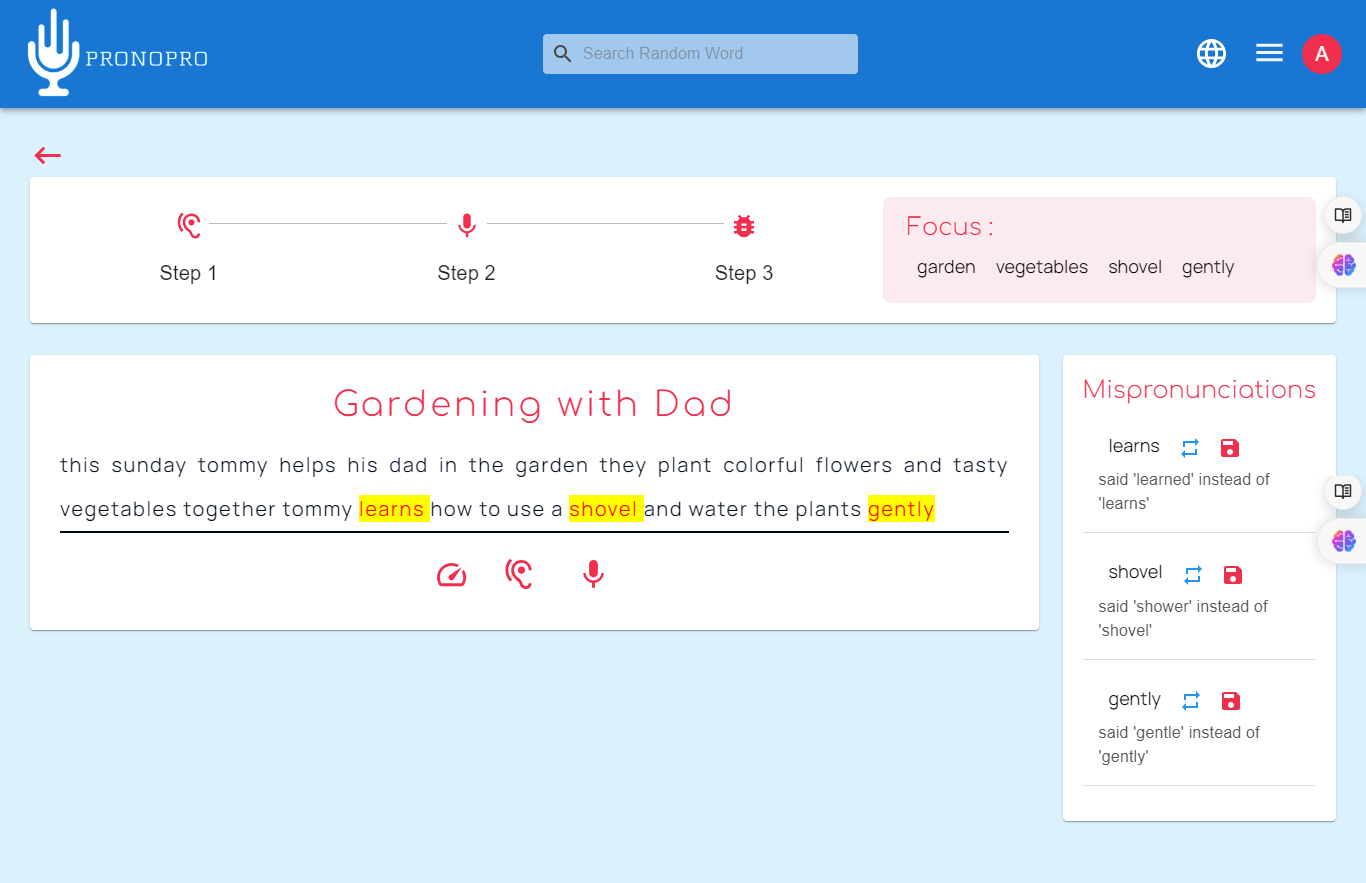 PRONOPRO
Search Random Word
A
Step 1
Step 2
Step 3
Focus :
garden vegetables shovel gently
Gardening with Dad
this sunday tommy helps his dad in the garden they plant colorful flowers and tasty
vegetables together tommy learns how to use a shovel and water the plants gently
Mispronunciations
learns
said 'learned' instead of
'learns'
shovel
said 'shower' instead of
'shovel'
gently
said 'gentle' instead of
'gently'